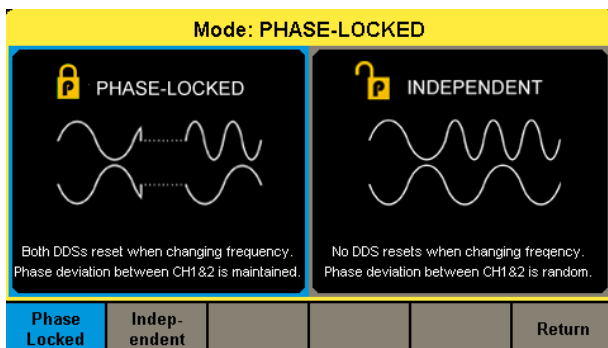 Mode: PHASE-LOCKED
P PHASE-LOCKED
Both DDSs reset when changing frequency.
Phase deviation between CH1&2 is maintained.
P INDEPENDENT
No DDS resets when changing freqency.
Phase deviation between CH1&2 is random.
Phase
Locked
Indep-
endent
Return